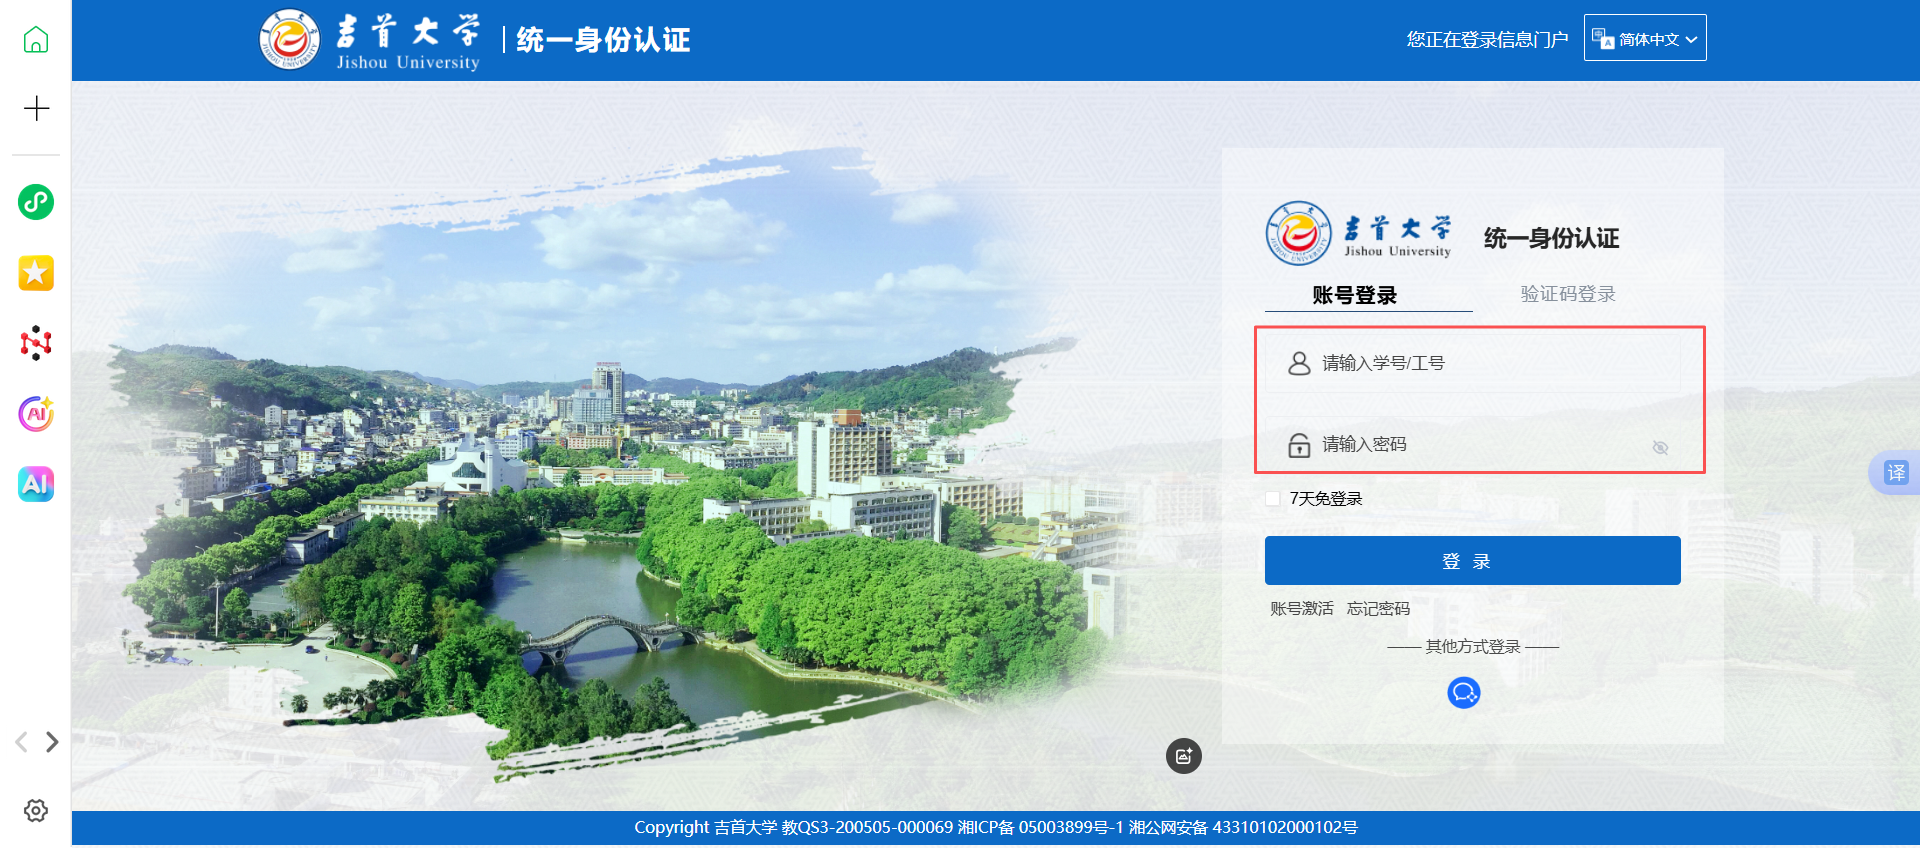 吉首大学
Jishou University
统一身份认证
您正在登录信息门户
简体中文
吉首大学
Jishou University
统一身份认证
账号登录
验证码登录
请输入学号/工号
请输入密码
7天免登录
登 录
账号激活 忘记密码
其他方式登录
译
AI
AI
Copyright 吉首大学 教QS3-200505-000069 湘ICP备 05003899号-1 湘公网安备 43310102000102号